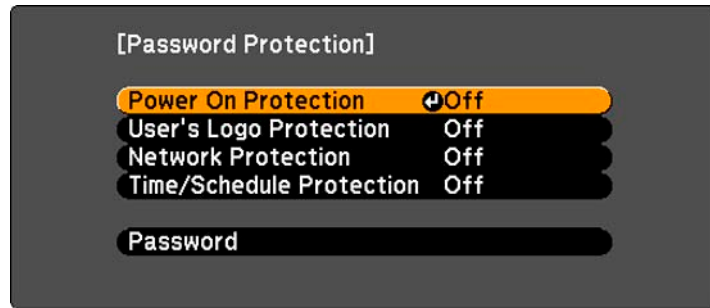 [Password Protection]
Power On Protection Off
User's Logo Protection Off
Network Protection Off
Time/Schedule Protection Off
Password